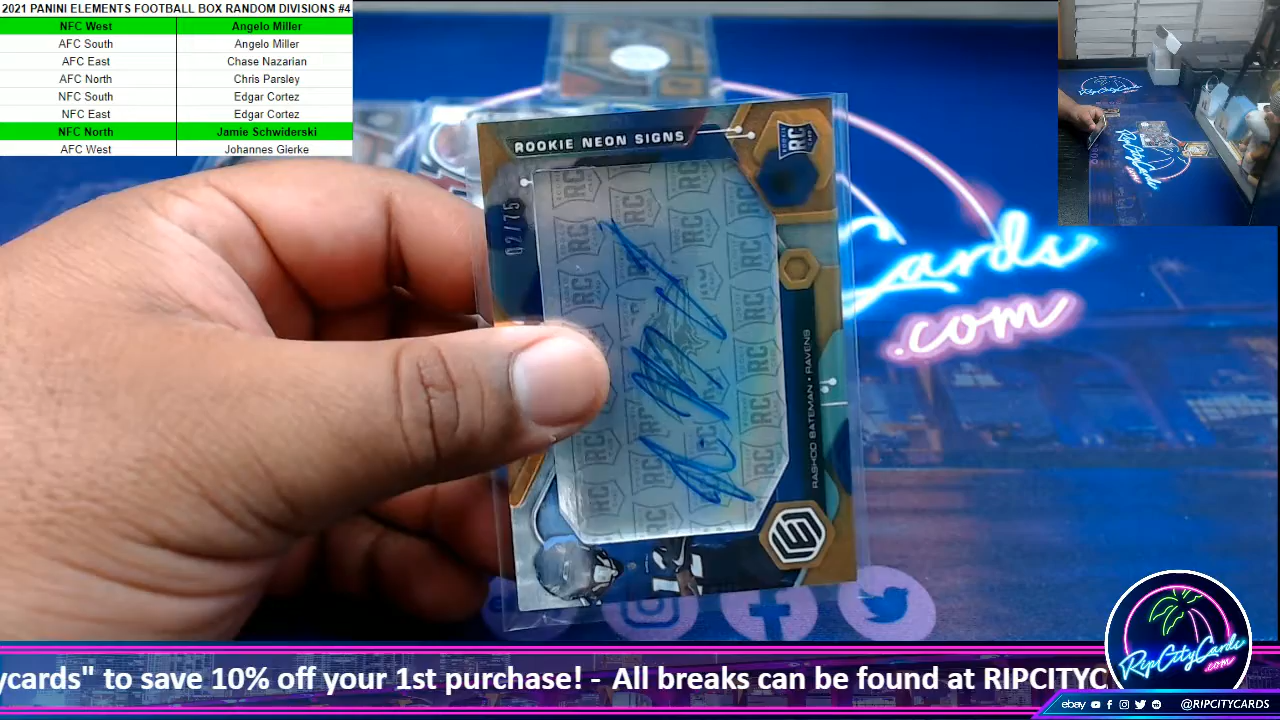 2021 PANINI ELEMENTS FOOTBALL BOX RANDOM DIVISIONS #4
NFC West Angelo Miller
AFC South Angelo Miller
AFC East Chase Nazarian
AFC North Chris Parsley
NFC South Edgar Cortez
NFC East Edgar Cortez
NFC North Jamie Schwiderski
AFC West Johannes Gierke
ROOKIE NEON SIGNS
RC
02/75
RASHOD BATEMAN • RAVENS
12
Cards
.com
ycards" to save 10% off your 1st purchase! - All breaks can be found at RIPCITYC
RipCityCards
.com
ebay
@RIPCITYCARDS